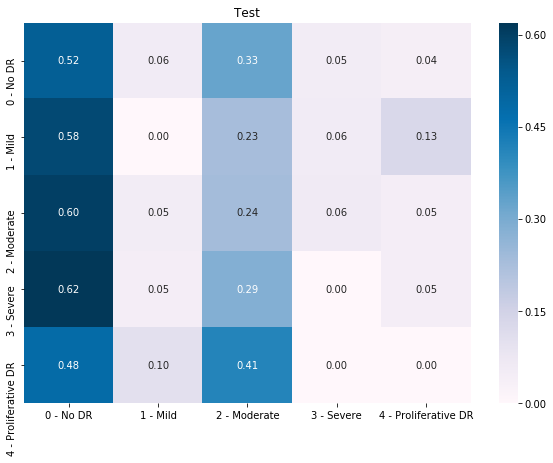 Test
0 - No DR 0.52 0.06 0.33 0.05 0.04
1 - Mild 0.58 0.00 0.23 0.06 0.13
2 - Moderate 0.60 0.05 0.24 0.06 0.05
3 - Severe 0.62 0.05 0.29 0.00 0.05
4 - Proliferative DR 0.48 0.10 0.41 0.00 0.00
0 - No DR 1 - Mild 2 - Moderate 3 - Severe 4 - Proliferative DR
0.60
0.45
0.30
0.15
0.00